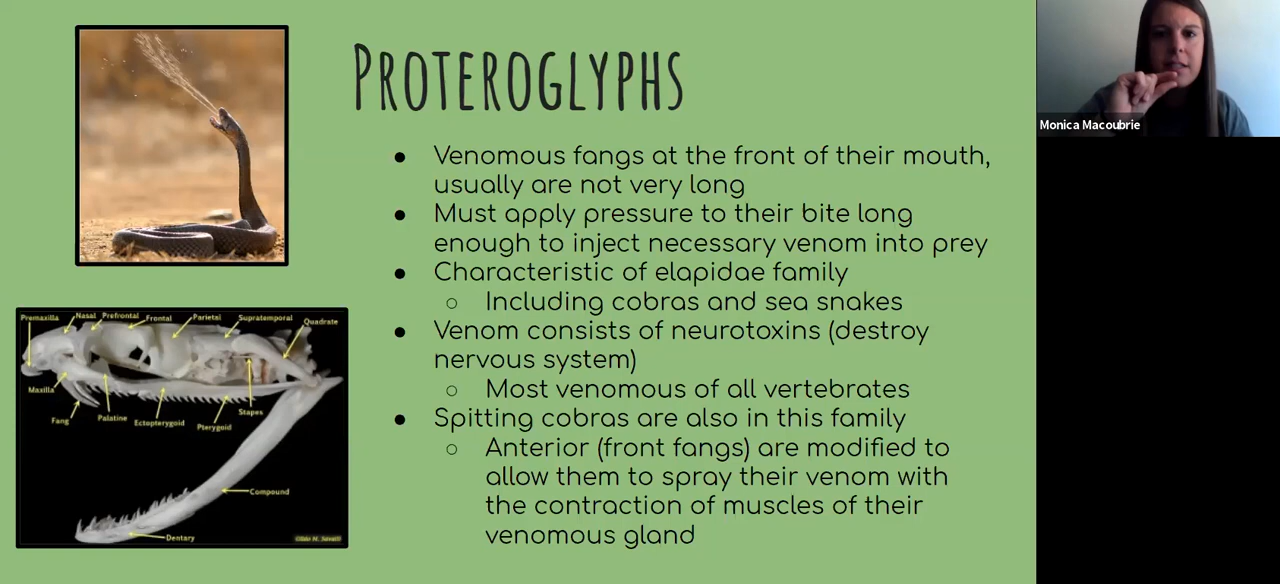 PROTEROGLYPHS
● Venomous fangs at the front of their mouth,
usually are not very long
● Must apply pressure to their bite long
enough to inject necessary venom into prey
● Characteristic of elapidae family
○ Including cobras and sea snakes
● Venom consists of neurotoxins (destroy
nervous system)
○ Most venomous of all vertebrates
● Spitting cobras are also in this family
○ Anterior (front fangs) are modified to
allow them to spray their venom with
the contraction of muscles of their
venomous gland
Premaxilla
Nasal
Prefrontal
Frontal
Parietal
Supratemporal
Quadrate
Maxilla
Fang
Palatine
Ectopterygoid
Pterygoid
Stapes
Compound
Dentary
Monica Macoubrie